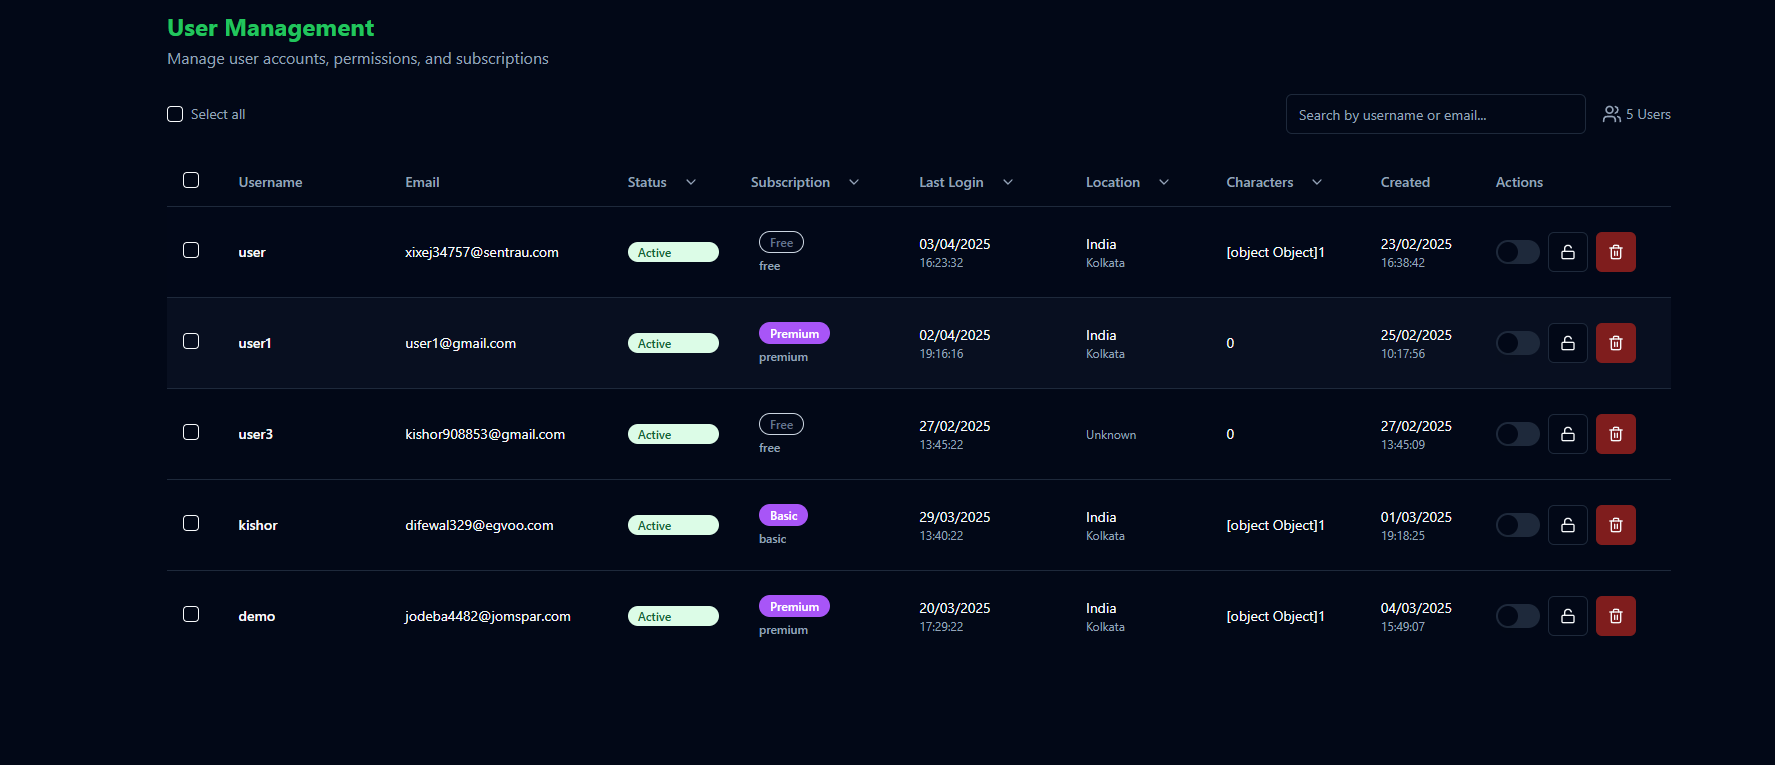 User Management
Manage user accounts, permissions, and subscriptions
Select all
Search by username or email...
5 Users
Username Email Status Subscription Last Login Location Characters Created Actions
user xixej34757@sentrau.com Active Free free 03/04/2025 16:23:32 India Kolkata [object Object]1 23/02/2025 16:38:42
user1 user1@gmail.com Active Premium premium 02/04/2025 19:16:16 India Kolkata 0 25/02/2025 10:17:56
user3 kishor908853@gmail.com Active Free free 27/02/2025 13:45:22 Unknown 0 27/02/2025 13:45:09
kishor difewal329@egvoo.com Active Basic basic 29/03/2025 13:40:22 India Kolkata [object Object]1 01/03/2025 19:18:25
demo jodeba4482@jomspar.com Active Premium premium 20/03/2025 17:29:22 India Kolkata [object Object]1 04/03/2025 15:49:07